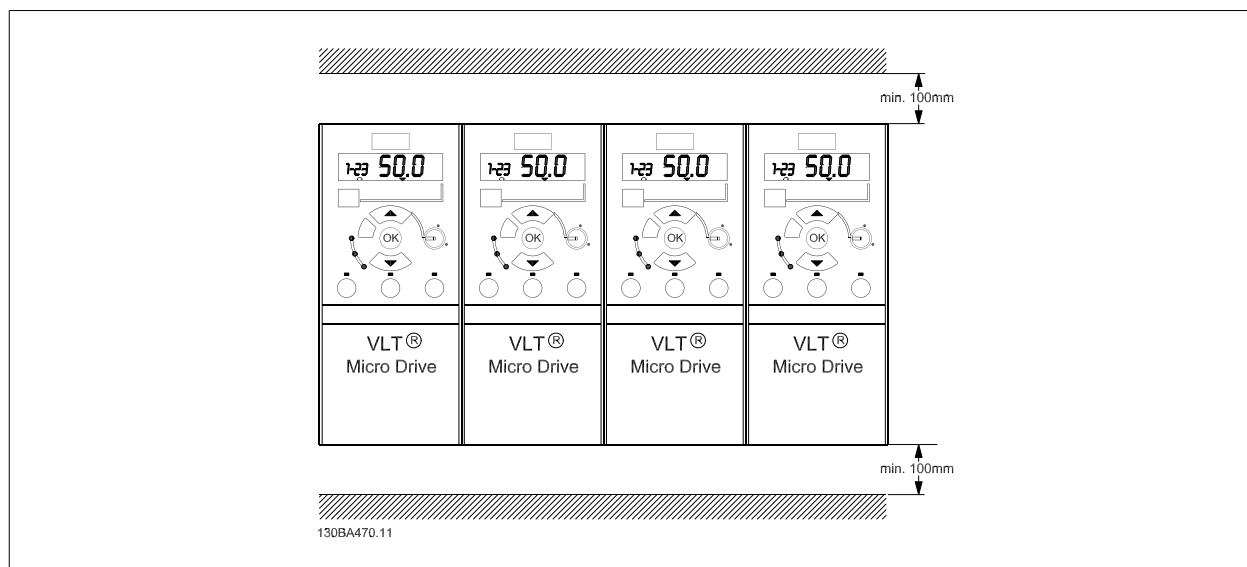 min. 100mm
1-23 50.0
1-23 50.0
1-23 50.0
1-23 50.0
OK
OK
OK
OK
VLT®
Micro Drive
VLT®
Micro Drive
VLT®
Micro Drive
VLT®
Micro Drive
min. 100mm
130BA470.11